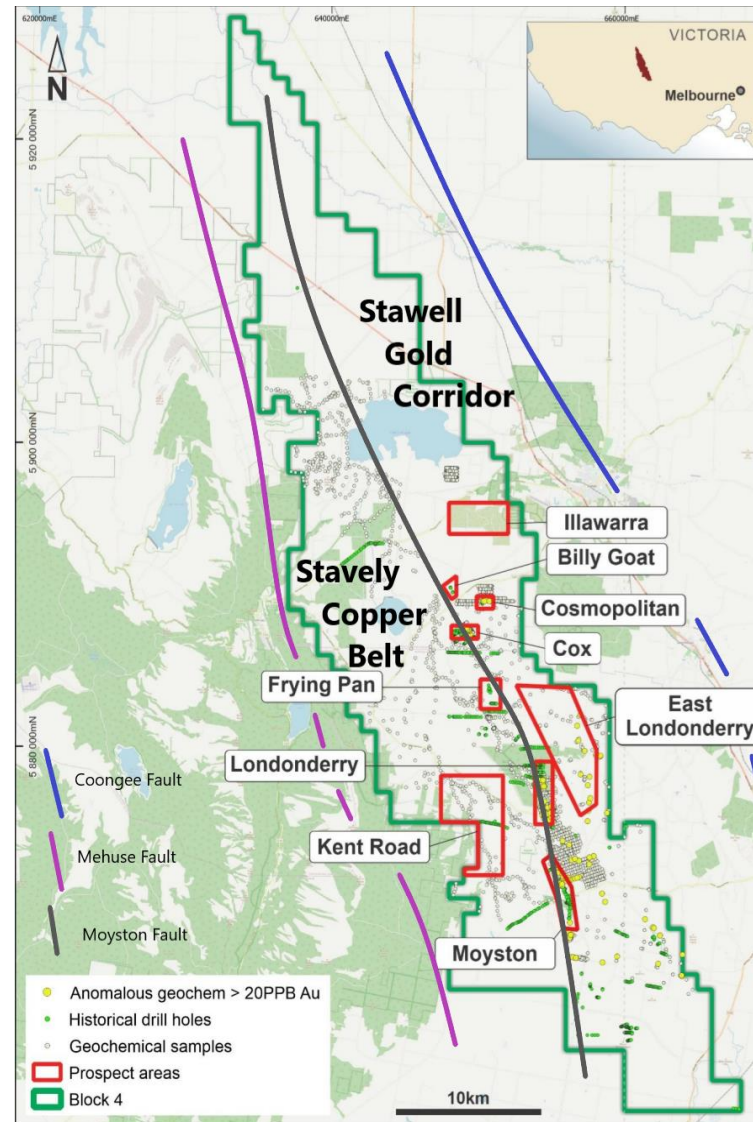 620000mE
640000mE
660000mE
VICTORIA
Melbourne
N
5 920 000mN
Stawell
Gold
Corridor
5 900 000mN
Illawarra
Billy Goat
Stavely
Copper
Belt
Cosmopolitan
Cox
Frying Pan
East
Londonderry
Londonderry
5 880 000mN
Coongee Fault
Kent Road
Mehuse Fault
Moyston Fault
Moyston
Anomalous geochem > 20PPB Au
Historical drill holes
Geochemical samples
Prospect areas
Block 4
10km